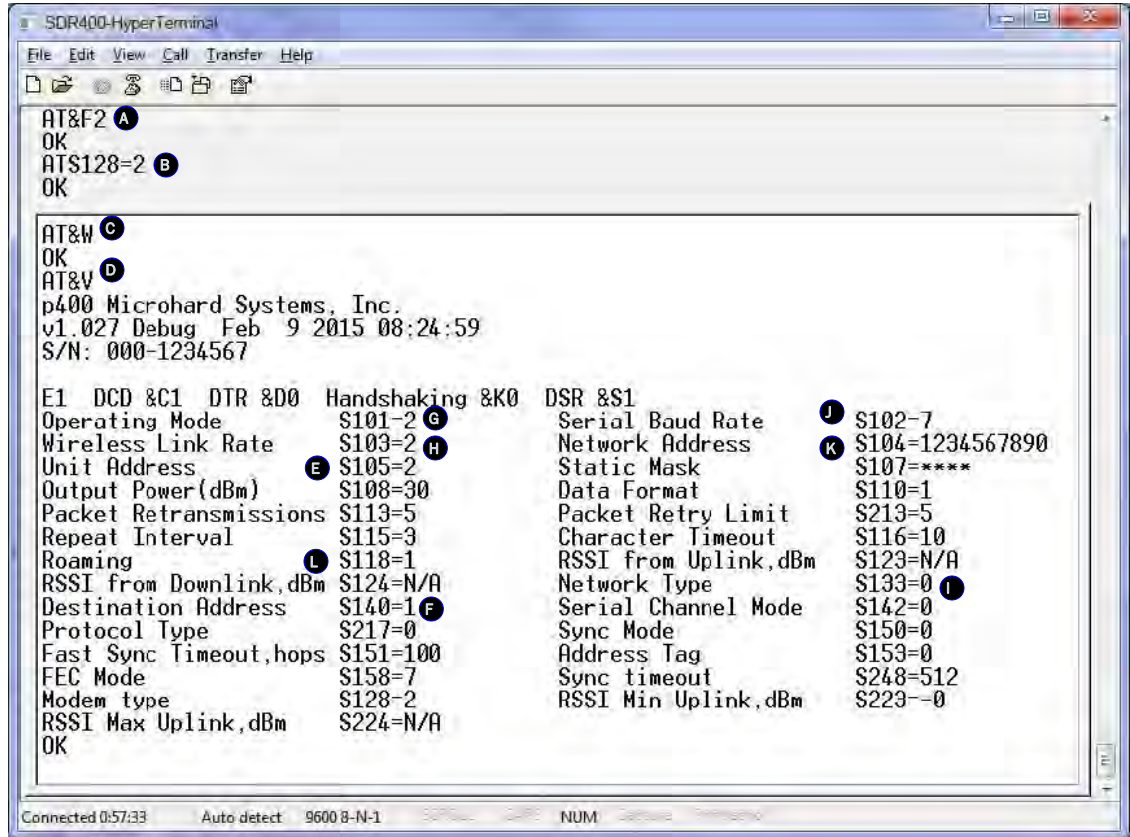 SDR400-HyperTerminal
File Edit View Call Transfer Help
AT&F2 A
OK
ATS128=2 B
OK
AT&W C
OK
AT&V D
p400 Microhard Systems, Inc.
v1.027 Debug Feb 9 2015 08:24:59
S/N: 000-1234567
E1 DCD &C1 DTR &D0 Handshaking &K0 DSR &S1
Operating Mode S101-2 G Serial Baud Rate J S102-7
Wireless Link Rate S103=2 H Network Address K S104=1234567890
Unit Address E S105=2 Static Mask S107=****
Output Power(dBm) S108=30 Data Format S110=1
Packet Retransmissions S113=5 Packet Retry Limit S213=5
Repeat Interval S115=3 Character Timeout S116=10
Roaming L S118=1 RSSI from Uplink,dBm S123=N/A
RSSI from Downlink,dBm S124=N/A Network Type S133=0 I
Destination Address S140=1 F Serial Channel Mode S142=0
Protocol Type S217=0 Sync Mode S150=0
Fast Sync Timeout,hops S151=100 Address Tag S153=0
FEC Mode S158=7 Sync timeout S248=512
Modem type S128-2 RSSI Min Uplink,dBm S223-=0
RSSI Max Uplink,dBm S224=N/A
OK
Connected 0:57:33 Auto detect 9600 8-N-1 NUM